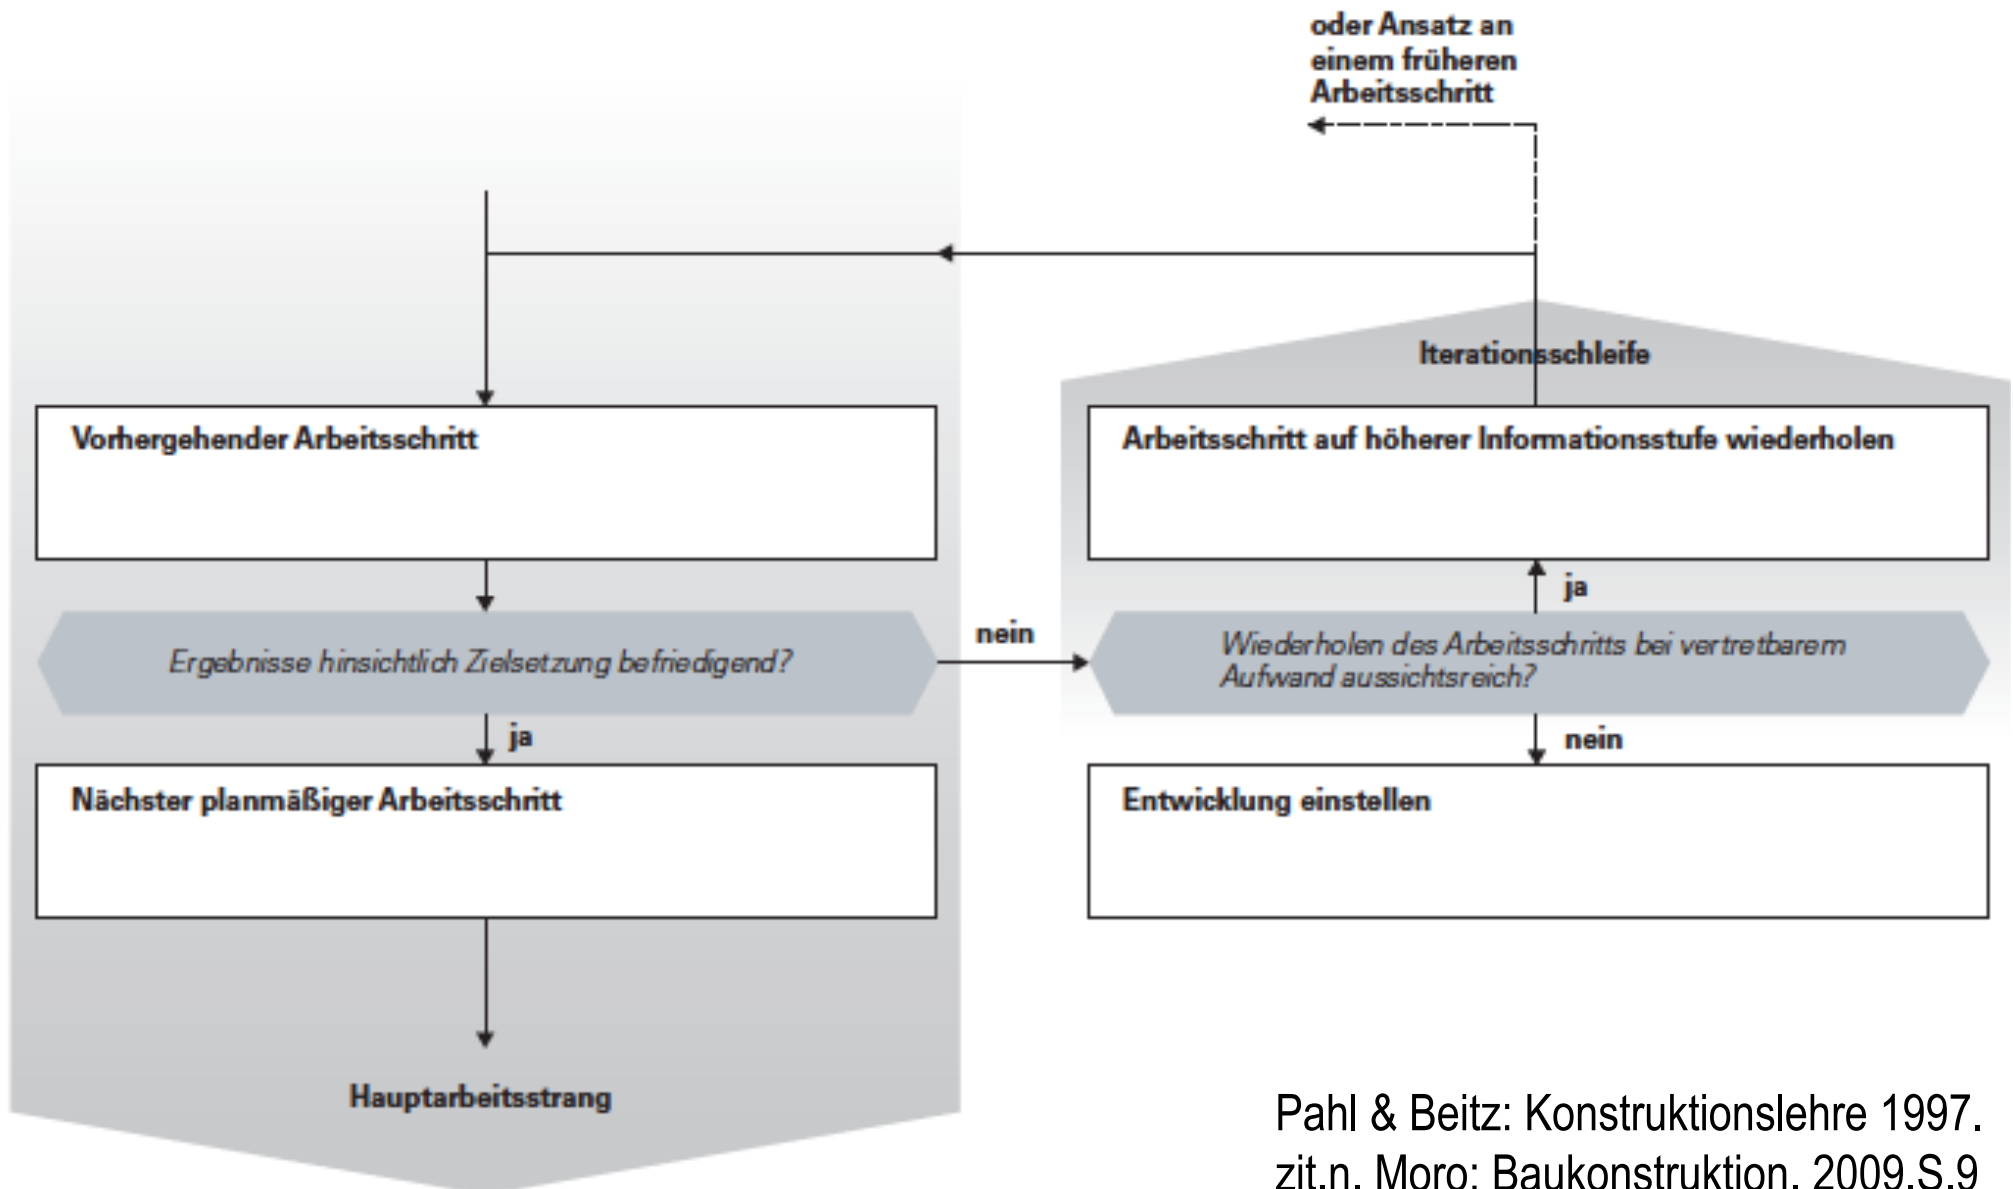 oder Ansatz an
einem früheren
Arbeitsschritt
Iterationsschleife
Vorhergehender Arbeitsschritt
Arbeitsschritt auf höherer Informationsstufe wiederholen
ja
Ergebnisse hinsichtlich Zielsetzung befriedigend?
nein
Wiederholen des Arbeitsschritts bei vertretbarem
Aufwand aussichtsreich?
ja
nein
Nächster planmäßiger Arbeitsschritt
Entwicklung einstellen
Hauptarbeitsstrang
Pahl & Beitz: Konstruktionslehre 1997.
zit.n. Moro: Baukonstruktion. 2009.S.9